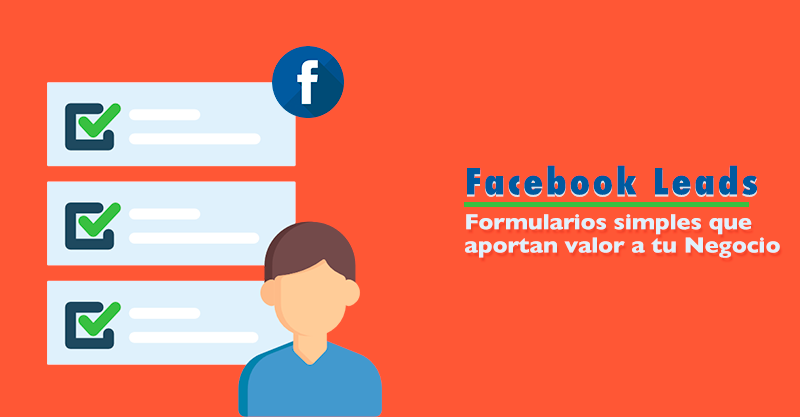 f
Facebook Leads
Formularios simples que
aportan valor a tu Negocio